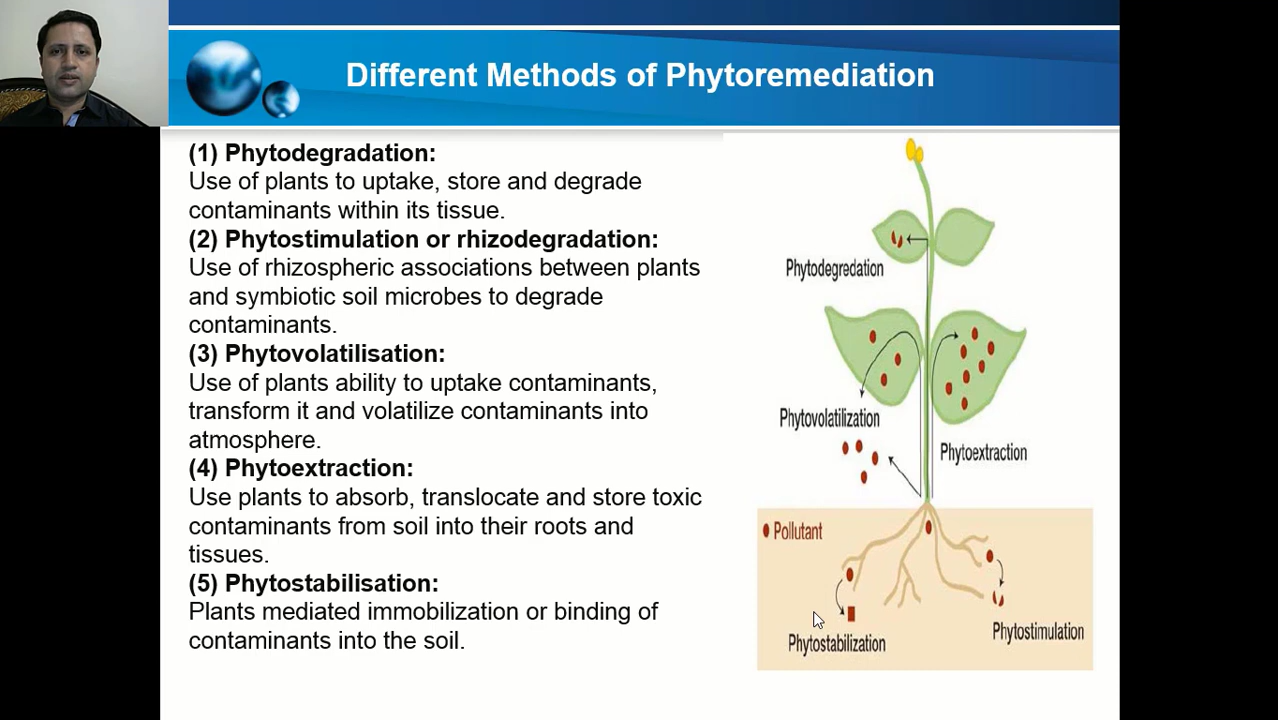 Different Methods of Phytoremediation
(1) Phytodegradation:
Use of plants to uptake, store and degrade
contaminants within its tissue.
(2) Phytostimulation or rhizodegradation:
Use of rhizospheric associations between plants
and symbiotic soil microbes to degrade
contaminants.
(3) Phytovolatilisation:
Use of plants ability to uptake contaminants,
transform it and volatilize contaminants into
atmosphere.
(4) Phytoextraction:
Use plants to absorb, translocate and store toxic
contaminants from soil into their roots and
tissues.
(5) Phytostabilisation:
Plants mediated immobilization or binding of
contaminants into the soil.
Phytodegredation
Phytovolatilization
Phytoextraction
Pollutant
Phytostabilization
Phytostimulation